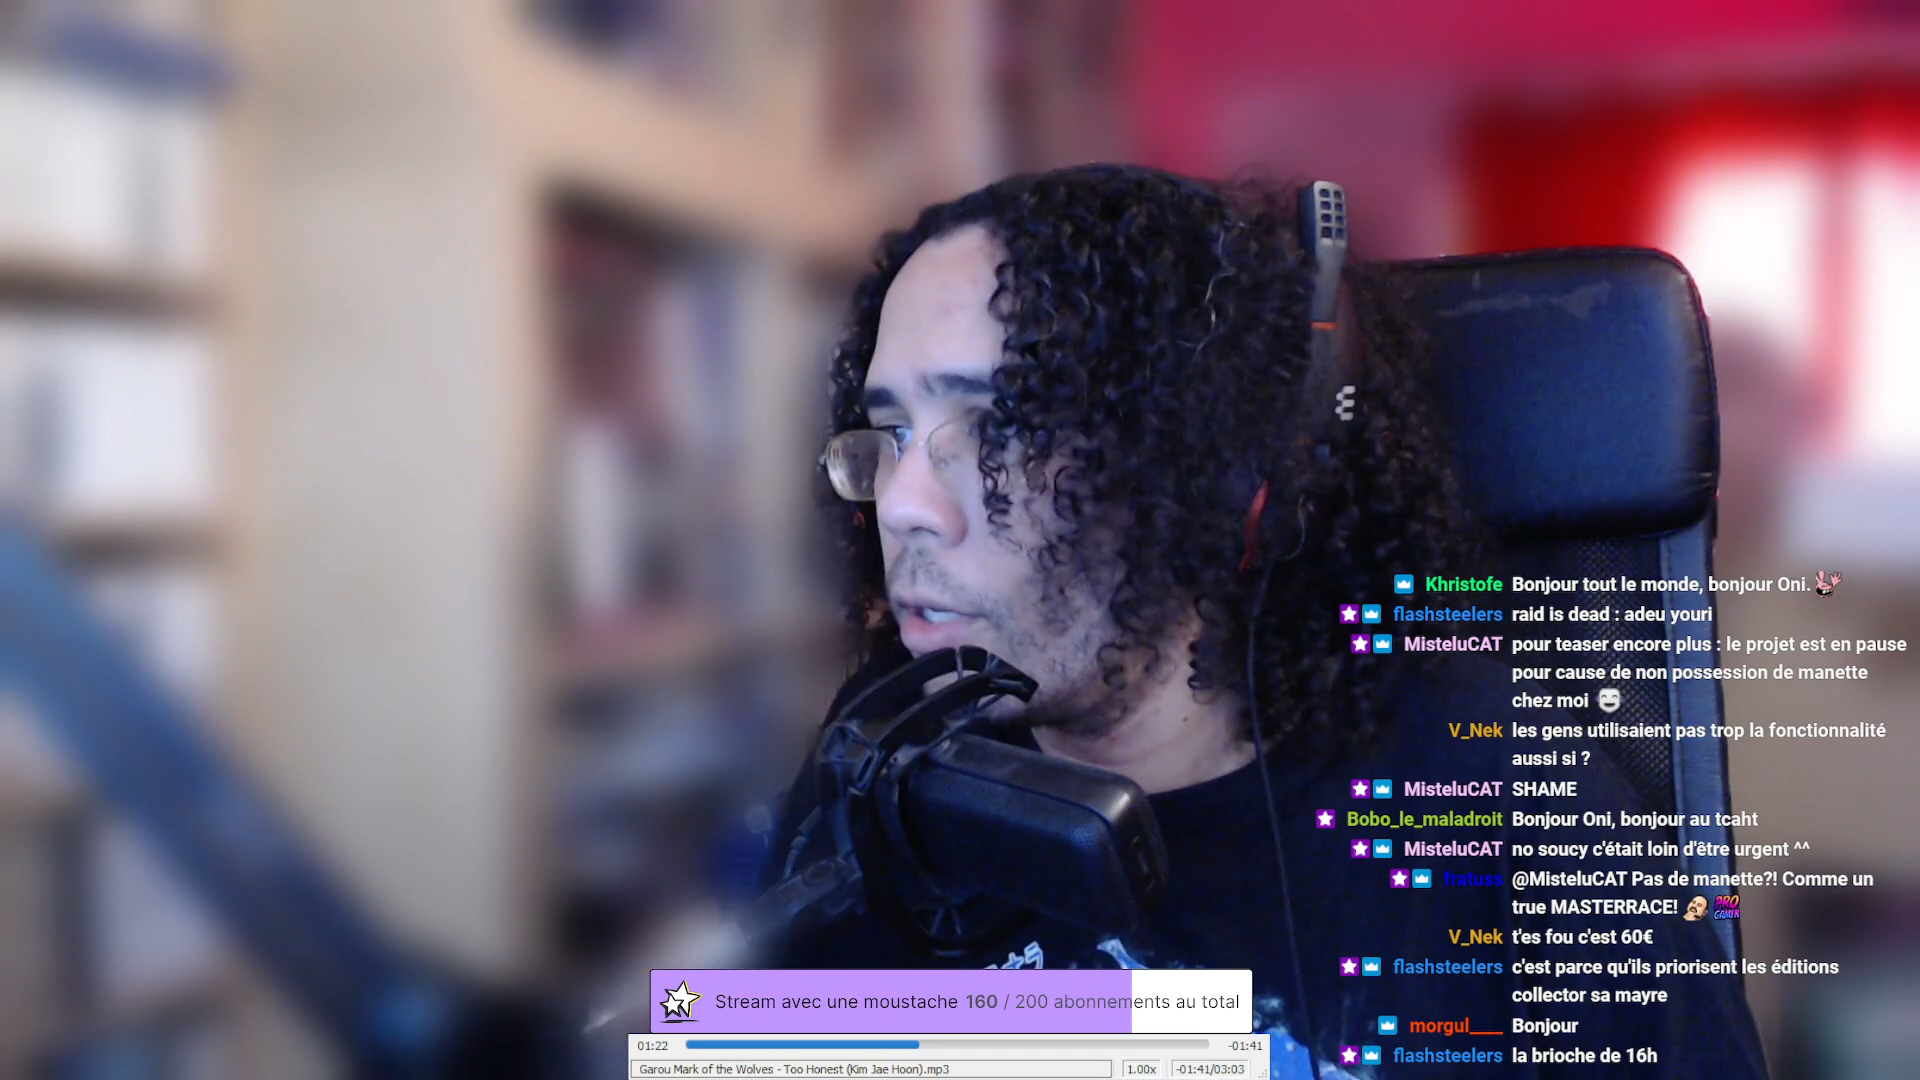 Khristofe Bonjour tout le monde, bonjour Oni.
flashsteelers raid is dead : adeu youri
MisteluCAT pour teaser encore plus : le projet est en pause
pour cause de non possession de manette
chez moi
V_Nek les gens utilisaient pas trop la fonctionnalité
aussi si ?
MisteluCAT SHAME
Bobo_le_maladroit Bonjour Oni, bonjour au tcaht
MisteluCAT no soucy c'était loin d'être urgent ^^
fratuss @MisteluCAT Pas de manette?! Comme un
true MASTERRACE! PRO GAMER
V_Nek t'es fou c'est 60€
flashsteelers c'est parce qu'ils priorisent les éditions
collector sa mayre
morgul____ Bonjour
flashsteelers la brioche de 16h
Stream avec une moustache 160 / 200 abonnements au total
01:22 -01:41
Garou Mark of the Wolves - Too Honest (Kim Jae Hoon).mp3 1.00x -01:41/03:03